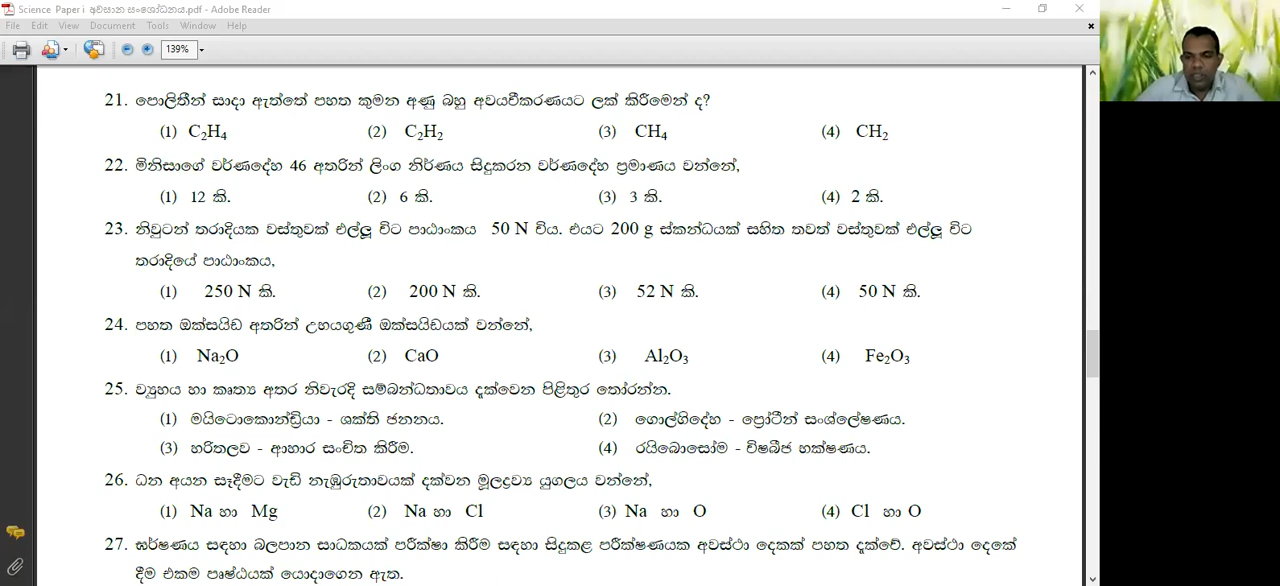 Science Paper i අවසාන සංශෝධනය.pdf - Adobe Reader
File Edit View Document Tools Window Help
139%
21. පොලිතීන් සාදා ඇත්තේ පහත කුමන අණු බහු අවයවීකරණයට ලක් කිරීමෙන් ද?
(1) C₂H₄ (2) C₂H₂ (3) CH₄ (4) CH₂
22. මිනිසාගේ වර්ණදේහ 46 අතරින් ලිංග නිර්ණය සිදුකරන වර්ණදේහ ප්‍රමාණය වන්නේ,
(1) 12 කි. (2) 6 කි. (3) 3 කි. (4) 2 කි.
23. නිවුටන් තරාදියක වස්තුවක් එල්ලූ විට පාඨාංකය 50 N විය. එයට 200 g ස්කන්ධයක් සහිත තවත් වස්තුවක් එල්ලූ විට
තරාදියේ පාඨාංකය,
(1) 250 N කි. (2) 200 N කි. (3) 52 N කි. (4) 50 N කි.
24. පහත ඔක්සයිඩ අතරින් උභයගුණී ඔක්සයිඩයක් වන්නේ,
(1) Na₂O (2) CaO (3) Al₂O₃ (4) Fe₂O₃
25. ව්‍යුහය හා කෘත්‍ය අතර නිවැරදි සම්බන්ධතාවය දැක්වෙන පිළිතුර තෝරන්න.
(1) මයිටොකොන්ඩ්‍රියා - ශක්ති ජනනය. (2) ගොල්ගිදේහ - ප්‍රෝටීන් සංශ්ලේෂණය.
(3) හරිතලව - ආහාර සංචිත කිරීම. (4) රයිබොසෝම - විෂබීජ භක්ෂණය.
26. ධන අයන සෑදීමට වැඩි නැඹුරුතාවයක් දක්වන මූලද්‍රව්‍ය යුගලය වන්නේ,
(1) Na හා Mg (2) Na හා Cl (3) Na හා O (4) Cl හා O
27. ඝර්ෂණය සඳහා බලපාන සාධකයක් පරීක්ෂා කිරීම සඳහා සිදුකළ පරීක්ෂණයක අවස්ථා දෙකක් පහත දැක්වේ. අවස්ථා දෙකේ
දීම එකම පෘෂ්ඨයක් යොදාගෙන ඇත.